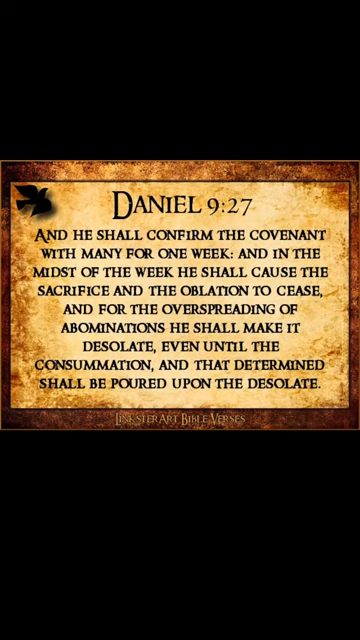 Daniel 9:27
And he shall confirm the covenant
with many for one week: and in the
midst of the week he shall cause the
sacrifice and the oblation to cease,
and for the overspreading of
abominations he shall make it
desolate, even until the
consummation, and that determined
shall be poured upon the desolate.
LinksterArt Bible Verses